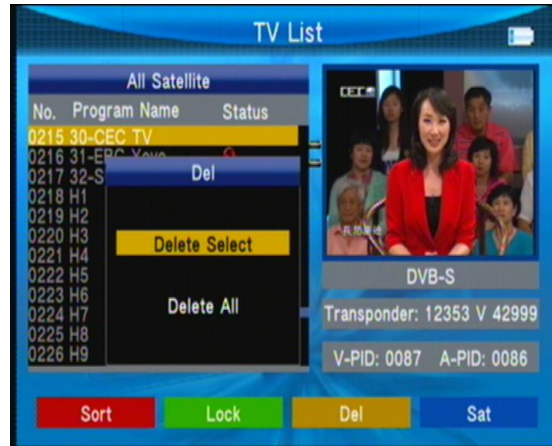 TV List
All Satellite
No. Program Name Status
0215 30-CEC TV
0216 31-EPG Yoyo
0217 32-S
Del
0218 H1
0219 H2
0220 H3
Delete Select
0221 H4
0222 H5
0223 H6
Delete All
0224 H7
0225 H8
0226 H9
DVB-S
Transponder: 12353 V 42999
V-PID: 0087 A-PID: 0086
Sort Lock Del Sat